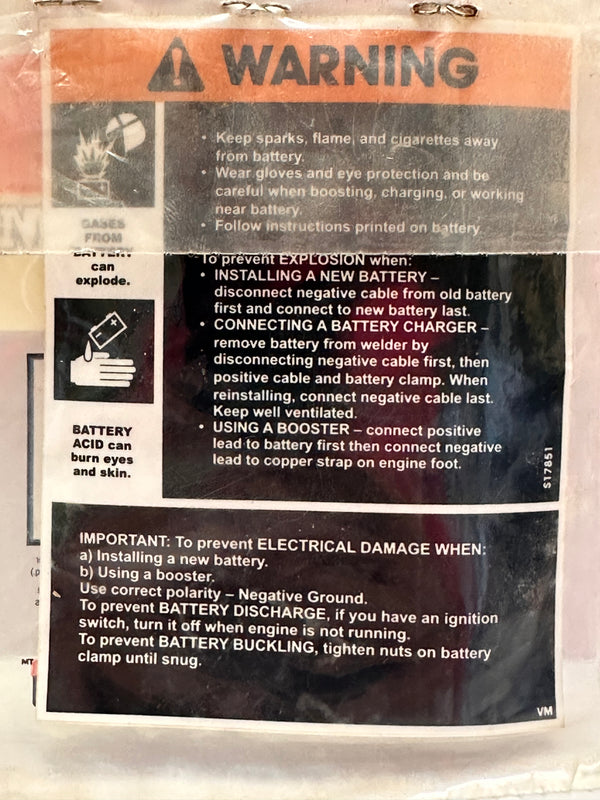 WARNING
• Keep sparks, flame, and cigarettes away
from battery.
• Wear gloves and eye protection and be
careful when boosting, charging, or working
near battery.
• Follow instructions printed on battery
GASES
FROM
BATTERY
can
explode.
To prevent EXPLOSION when:
• INSTALLING A NEW BATTERY –
disconnect negative cable from old battery
first and connect to new battery last.
• CONNECTING A BATTERY CHARGER –
remove battery from welder by
disconnecting negative cable first, then
positive cable and battery clamp. When
reinstalling, connect negative cable last.
Keep well ventilated.
• USING A BOOSTER – connect positive
lead to battery first then connect negative
lead to copper strap on engine foot.
BATTERY
ACID can
burn eyes
and skin.
S17851
IMPORTANT: To prevent ELECTRICAL DAMAGE WHEN:
a) Installing a new battery.
b) Using a booster.
Use correct polarity – Negative Ground.
To prevent BATTERY DISCHARGE, if you have an ignition
switch, turn it off when engine is not running.
To prevent BATTERY BUCKLING, tighten nuts on battery
clamp until snug.
VM
MT